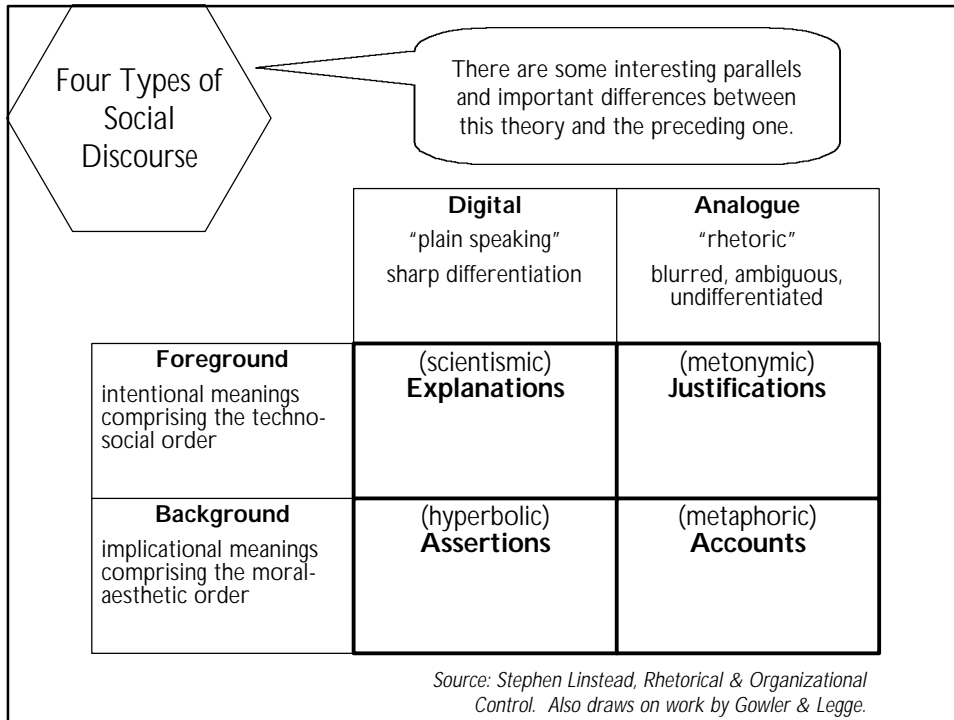 Four Types of
Social
Discourse
There are some interesting parallels
and important differences between
this theory and the preceding one.
Digital
"plain speaking"
sharp differentiation
Analogue
"rhetoric"
blurred, ambiguous,
undifferentiated
Foreground
intentional meanings
comprising the techno-
social order
(scientismic)
Explanations
(metonymic)
Justifications
Background
implicational meanings
comprising the moral-
aesthetic order
(hyperbolic)
Assertions
(metaphoric)
Accounts
Source: Stephen Linstead, Rhetorical & Organizational
Control.  Also draws on work by Gowler & Legge.